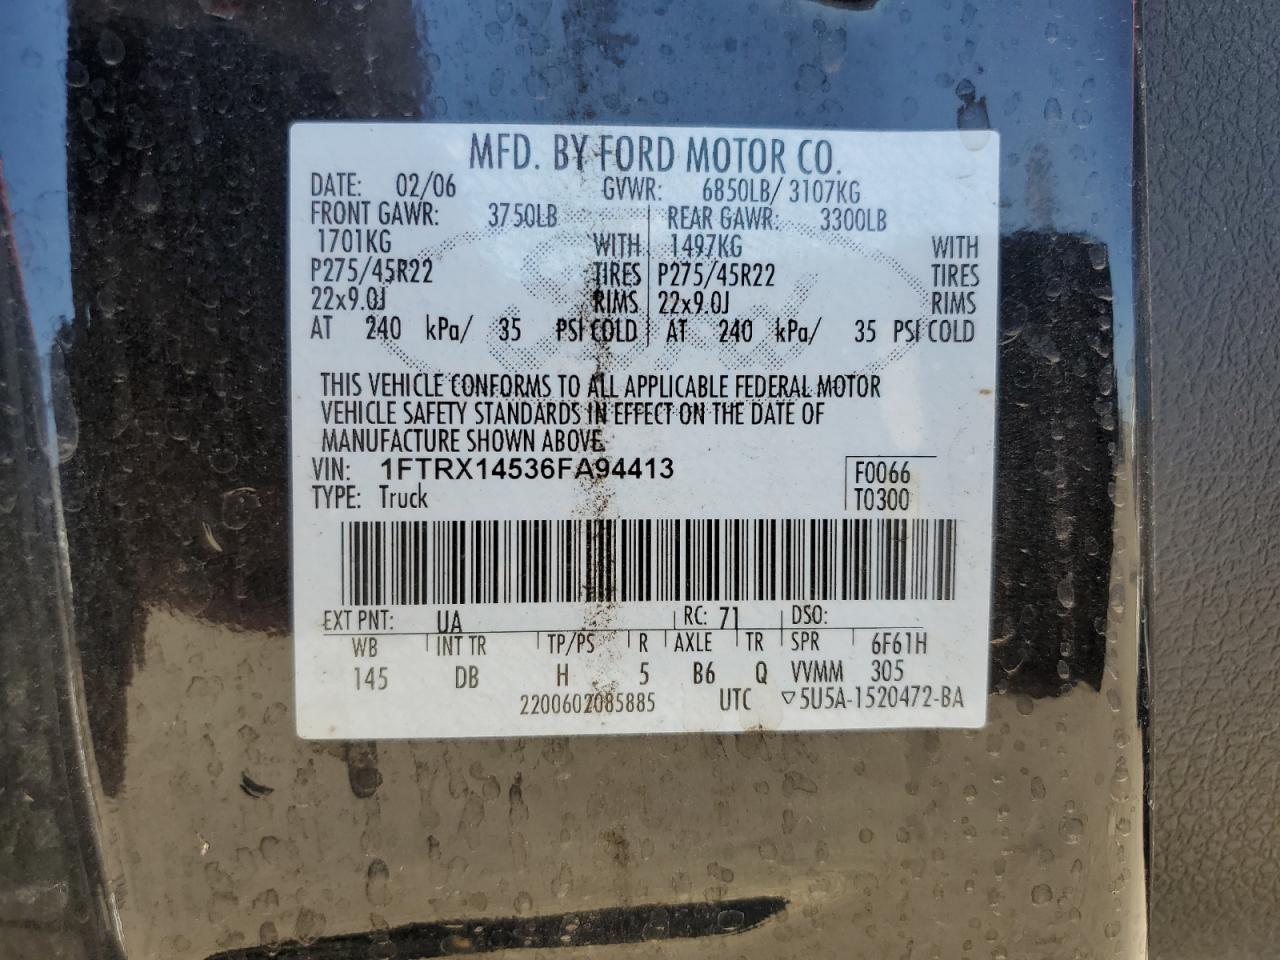 MFD. BY FORD MOTOR CO.
DATE: 02/06 GVWR: 6850LB/ 3107KG
FRONT GAWR: 3750LB REAR GAWR: 3300LB
1701KG WITH 1497KG WITH
P275/45R22 TIRES P275/45R22 TIRES
22x9.0J RIMS 22x9.0J RIMS
AT 240 kPa/ 35 PSI COLD AT 240 kPa/ 35 PSI COLD
THIS VEHICLE CONFORMS TO ALL APPLICABLE FEDERAL MOTOR
VEHICLE SAFETY STANDARDS IN EFFECT ON THE DATE OF
MANUFACTURE SHOWN ABOVE.
VIN: 1FTRX14536FA94413 F0066
TYPE: Truck T0300
EXT PNT: UA RC: 71 DSO:
WB INT TR TP/PS R AXLE TR SPR 6F61H
145 DB H 5 B6 Q VVMM 305
2200602085885 UTC ▽5U5A-1520472-BA